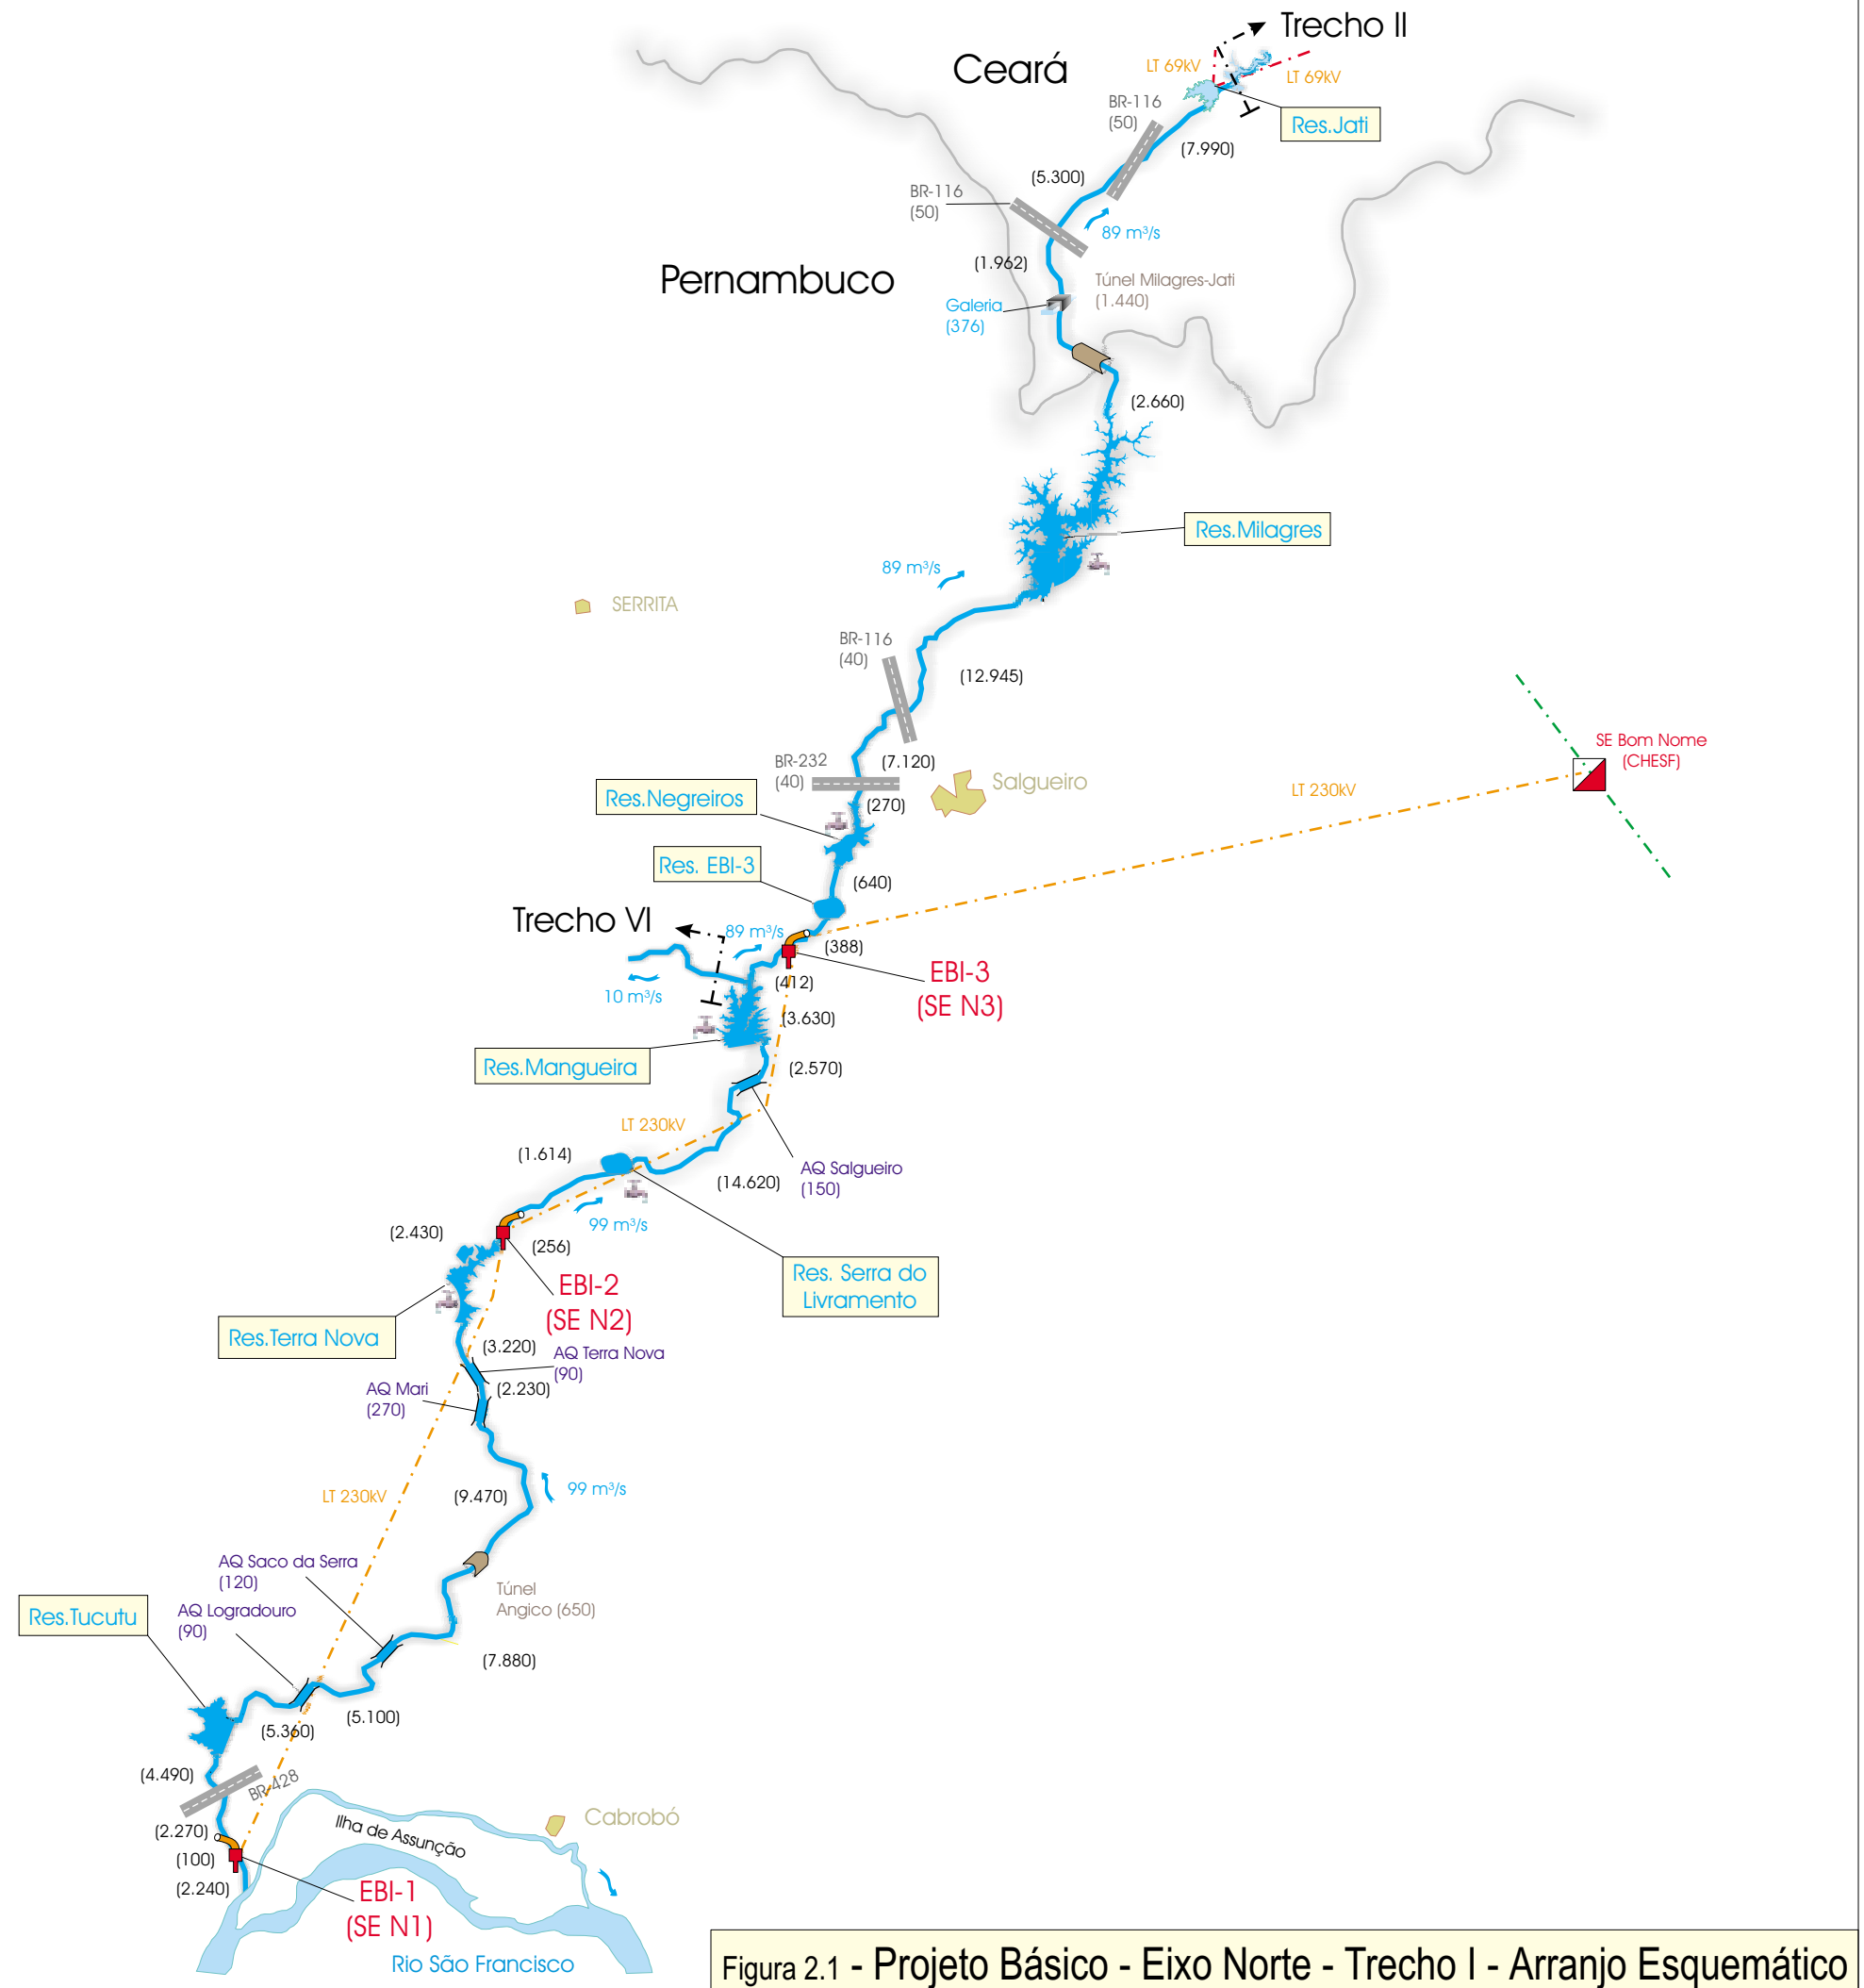 Trecho II
Ceará
LT 69kV
LT 69kV
BR-116
(50)
Res.Jati
(7.990)
(5.300)
BR-116
(50)
89 m³/s
(1.962)
Pernambuco
Túnel Milagres-Jati
(1.440)
Galeria
(376)
(2.660)
Res.Milagres
89 m³/s
SERRITA
BR-116
(40)
(12.945)
SE Bom Nome
(CHESF)
BR-232
(40)
(7.120)
Salgueiro
LT 230kV
Res.Negreiros
(270)
Res. EBI-3
(640)
Trecho VI
89 m³/s
(388)
EBI-3
(SE N3)
(412)
10 m³/s
(3.630)
Res.Mangueira
(2.570)
LT 230kV
(1.614)
AQ Salgueiro
(150)
(14.620)
99 m³/s
(2.430)
(256)
Res. Serra do
Livramento
EBI-2
(SE N2)
Res.Terra Nova
(3.220)
AQ Terra Nova
(90)
(2.230)
AQ Mari
(270)
99 m³/s
LT 230kV
(9.470)
AQ Saco da Serra
(120)
Túnel
Angico (650)
Res.Tucutu
AQ Logradouro
(90)
(7.880)
(5.100)
(5.360)
(4.490)
BR-428
Cabrobó
Ilha de Assunção
(2.270)
(100)
(2.240)
EBI-1
(SE N1)
Rio São Francisco
Figura 2.1 - Projeto Básico - Eixo Norte - Trecho I - Arranjo Esquemático